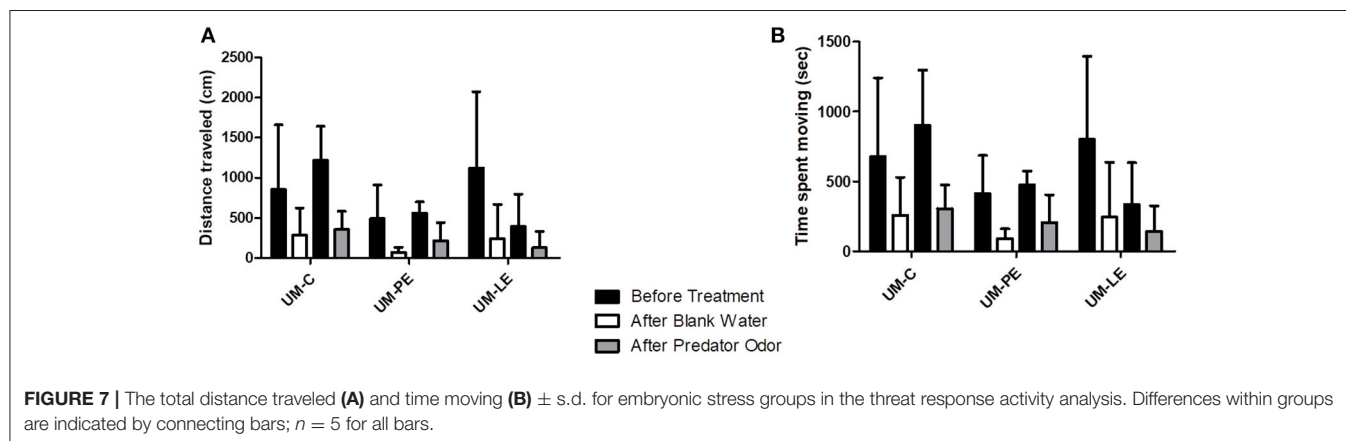 A
2500
2000
1500
1000
500
0
Distance traveled (cm)
UM-C
UM-PE
UM-LE
B
1500
1000
500
0
Time spent moving (sec)
UM-C
UM-PE
UM-LE
Before Treatment
After Blank Water
After Predator Odor
FIGURE 7 | The total distance traveled (A) and time moving (B) ± s.d. for embryonic stress groups in the threat response activity analysis. Differences within groups
are indicated by connecting bars; n = 5 for all bars.